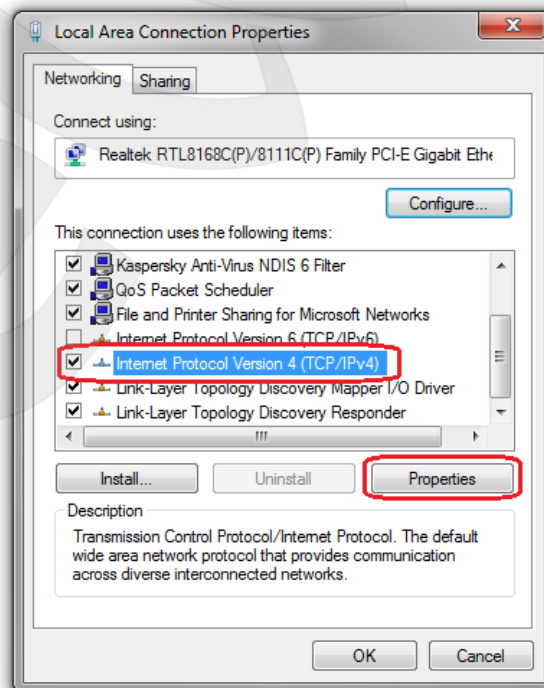 Local Area Connection Properties
Networking
Sharing
Connect using:
Realtek RTL8168C(P)/8111C(P) Family PCI-E Gigabit Ethe
Configure...
This connection uses the following items:
Kaspersky Anti-Virus NDIS 6 Filter
QoS Packet Scheduler
File and Printer Sharing for Microsoft Networks
Internet Protocol Version 6 (TCP/IPv6)
Internet Protocol Version 4 (TCP/IPv4)
Link-Layer Topology Discovery Mapper I/O Driver
Link-Layer Topology Discovery Responder
Install...
Uninstall
Properties
Description
Transmission Control Protocol/Internet Protocol. The default
wide area network protocol that provides communication
across diverse interconnected networks.
OK
Cancel